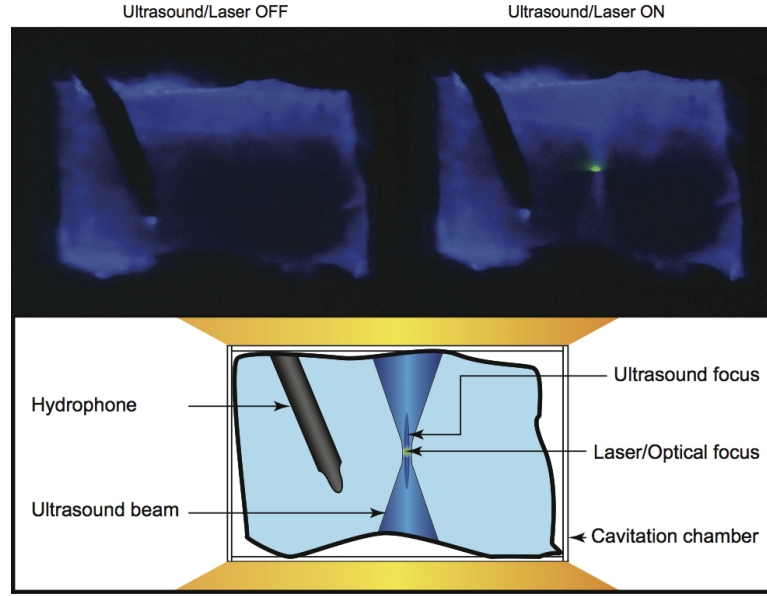 Ultrasound/Laser OFF
Ultrasound/Laser ON
Ultrasound focus
Hydrophone
Laser/Optical focus
Ultrasound beam
Cavitation chamber